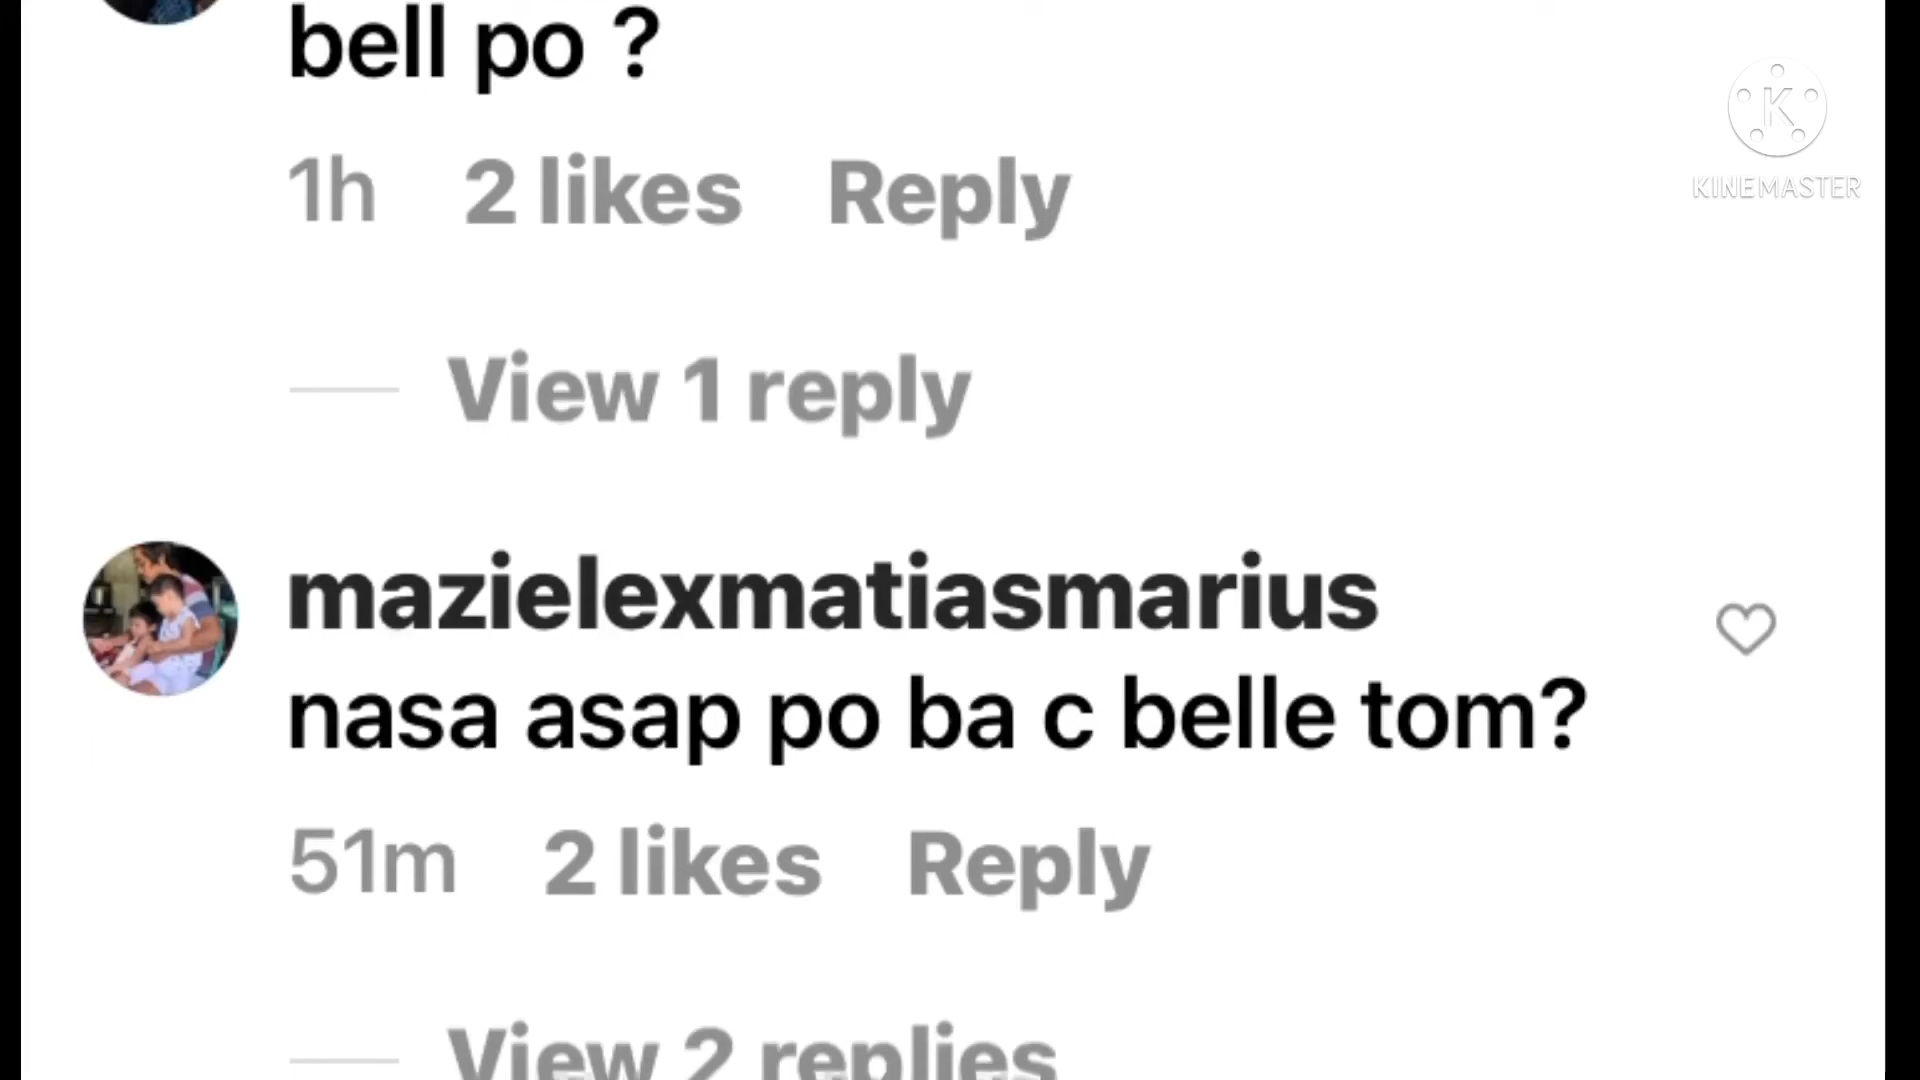 bell po ?
1h 2 likes Reply
KINEMASTER
View 1 reply
mazielexmatiasmarius
nasa asap po ba c belle tom?
51m 2 likes Reply
View 2 replies